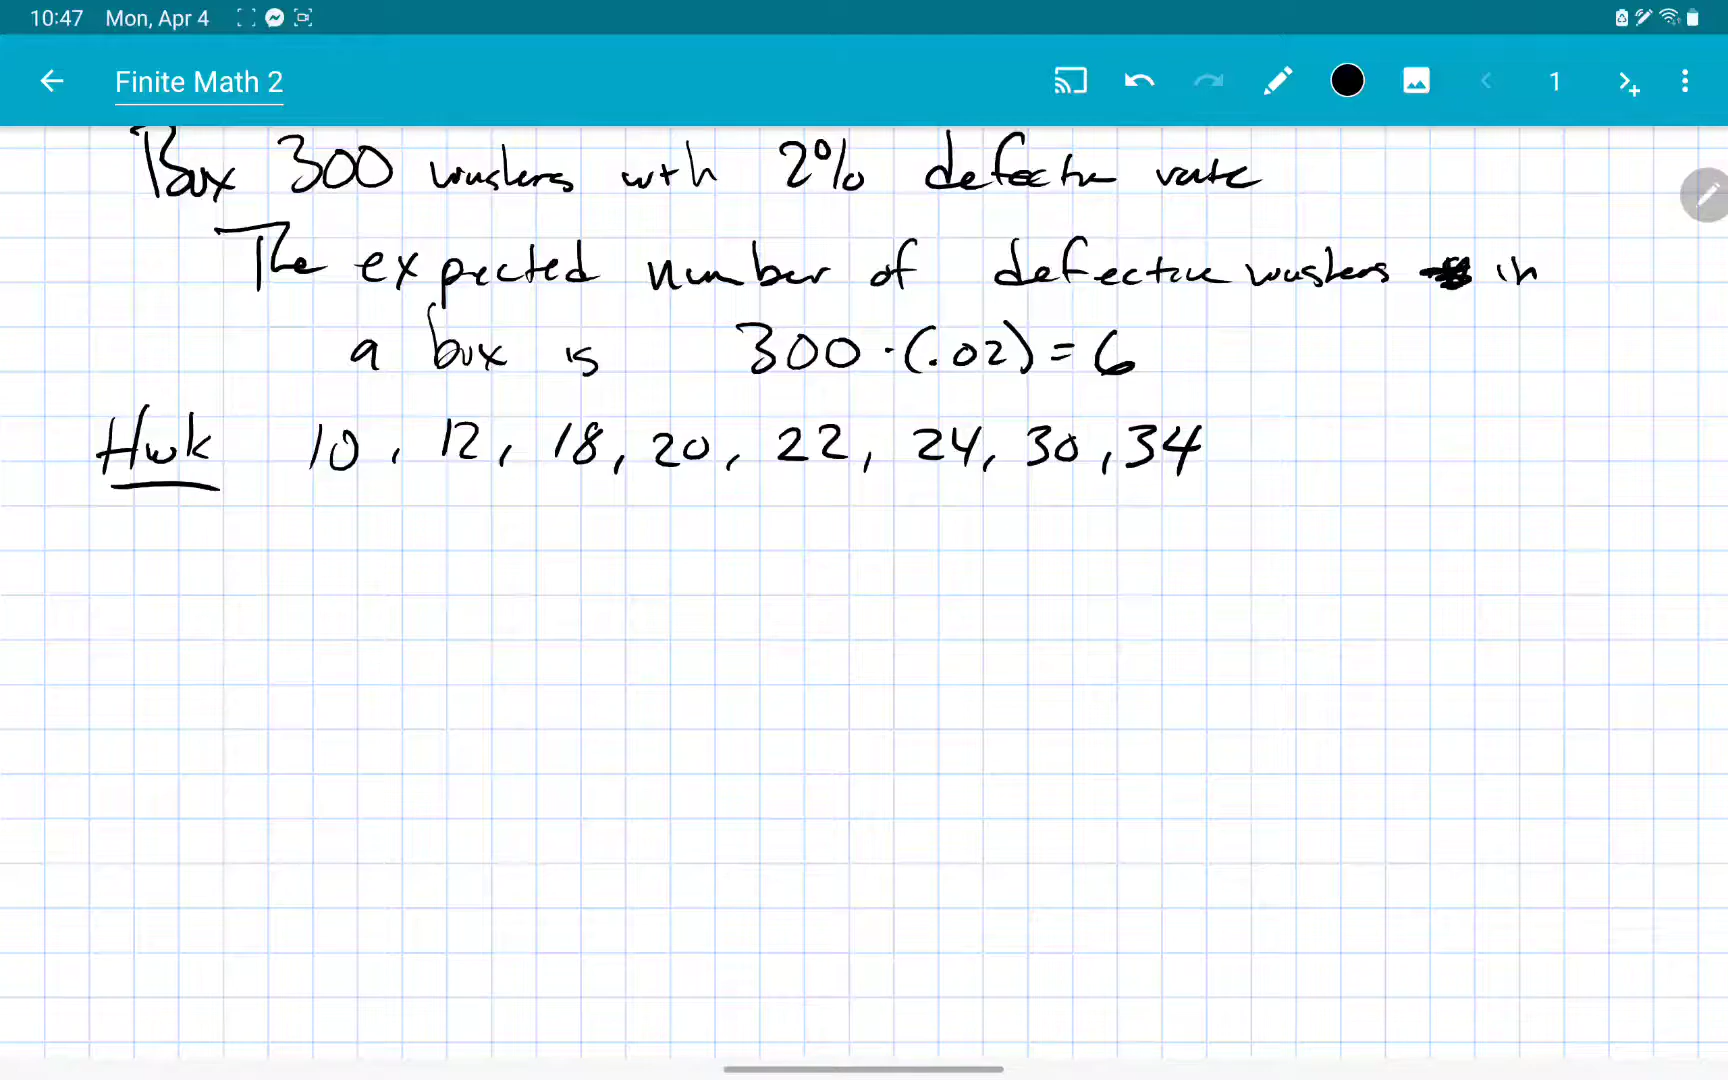 10:47 Mon, Apr 4
Finite Math 2
1
Box 300 washers with 2% defective rate
The expected number of defective washers in
a box is 300 · (.02) = 6
Hwk 10, 12, 18, 20, 22, 24, 30, 34